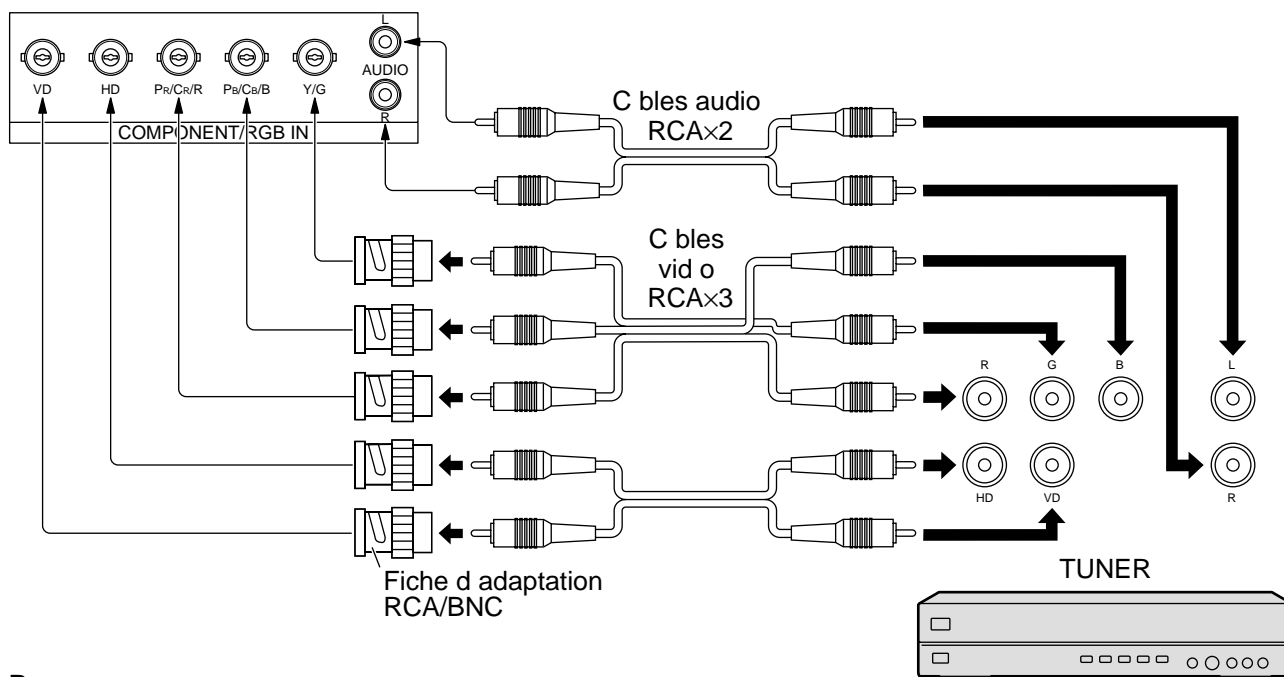 L
AUDIO
VD HD PR/CR/R PB/CB/B Y/G
R
COMPONENT/RGB IN
C bles audio
RCA×2
C bles
vid o
RCA×3
R G B L
HD VD R
Fiche d adaptation
RCA/BNC
TUNER